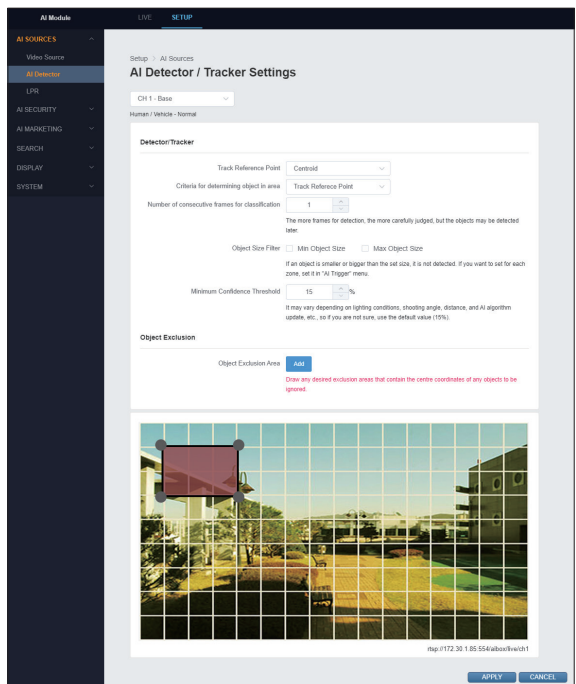 AI Module
LIVE
SETUP
AI SOURCES
Video Source
AI Detector
LPR
AI SECURITY
AI MARKETING
SEARCH
DISPLAY
SYSTEM
Setup > AI Sources
AI Detector / Tracker Settings
CH 1 - Base
Human / Vehicle - Normal
Detector/Tracker
Track Reference Point Centroid
Criteria for determining object in area Track Referece Point
Number of consecutive frames for classification 1
The more frames for detection, the more carefully judged, but the objects may be detected
later.
Object Size Filter Min Object Size Max Object Size
If an object is smaller or bigger than the set size, it is not detected. If you want to set for each
zone, set it in "AI Trigger" menu.
Minimum Confidence Threshold 15 %
It may vary depending on lighting conditions, shooting angle, distance, and AI algorithm
update, etc., so if you are not sure, use the default value (15%).
Object Exclusion
Object Exclusion Area Add
Draw any desired exclusion areas that contain the centre coordinates of any objects to be
ignored.
rtsp://172.30.1.85:554/aibox/live/ch1
APPLY CANCEL